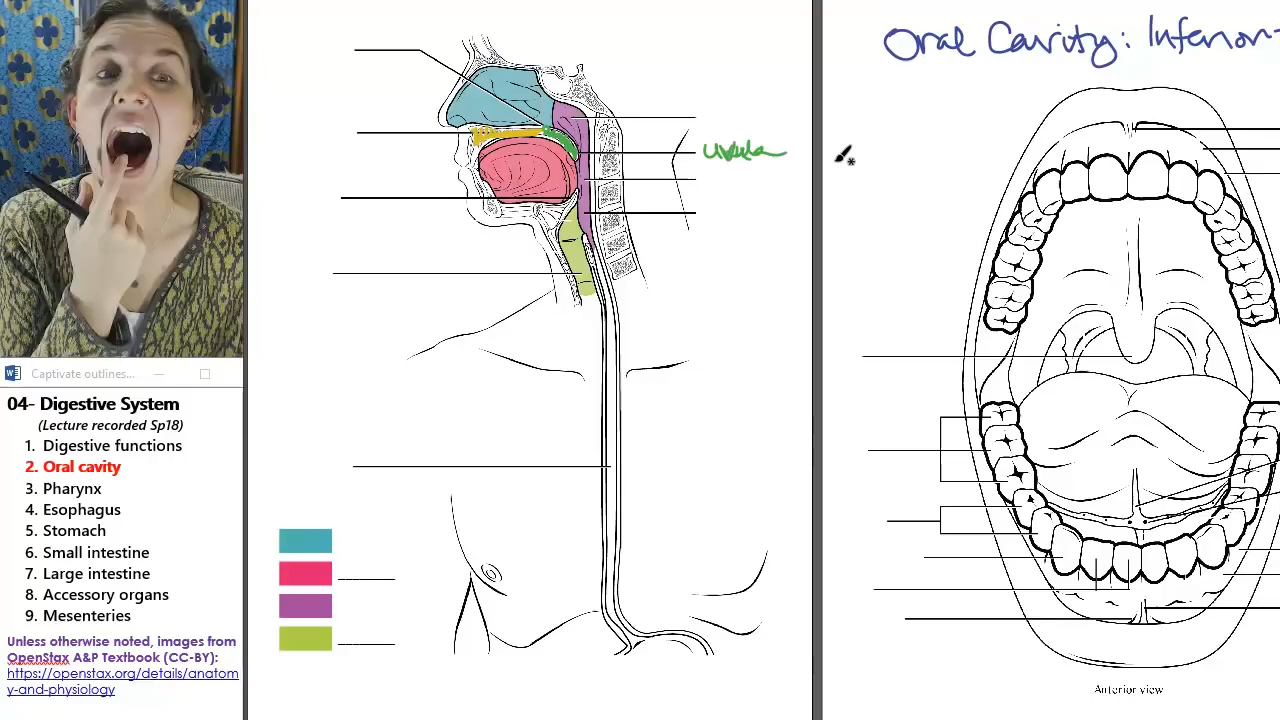 Oral Cavity: Inferior
uvula
Captivate outlines...
04- Digestive System
(Lecture recorded Sp18)
1. Digestive functions
2. Oral cavity
3. Pharynx
4. Esophagus
5. Stomach
6. Small intestine
7. Large intestine
8. Accessory organs
9. Mesenteries
Unless otherwise noted, images from
OpenStax A&P Textbook (CC-BY):
https://openstax.org/details/anatom
y-and-physiology
Anterior view